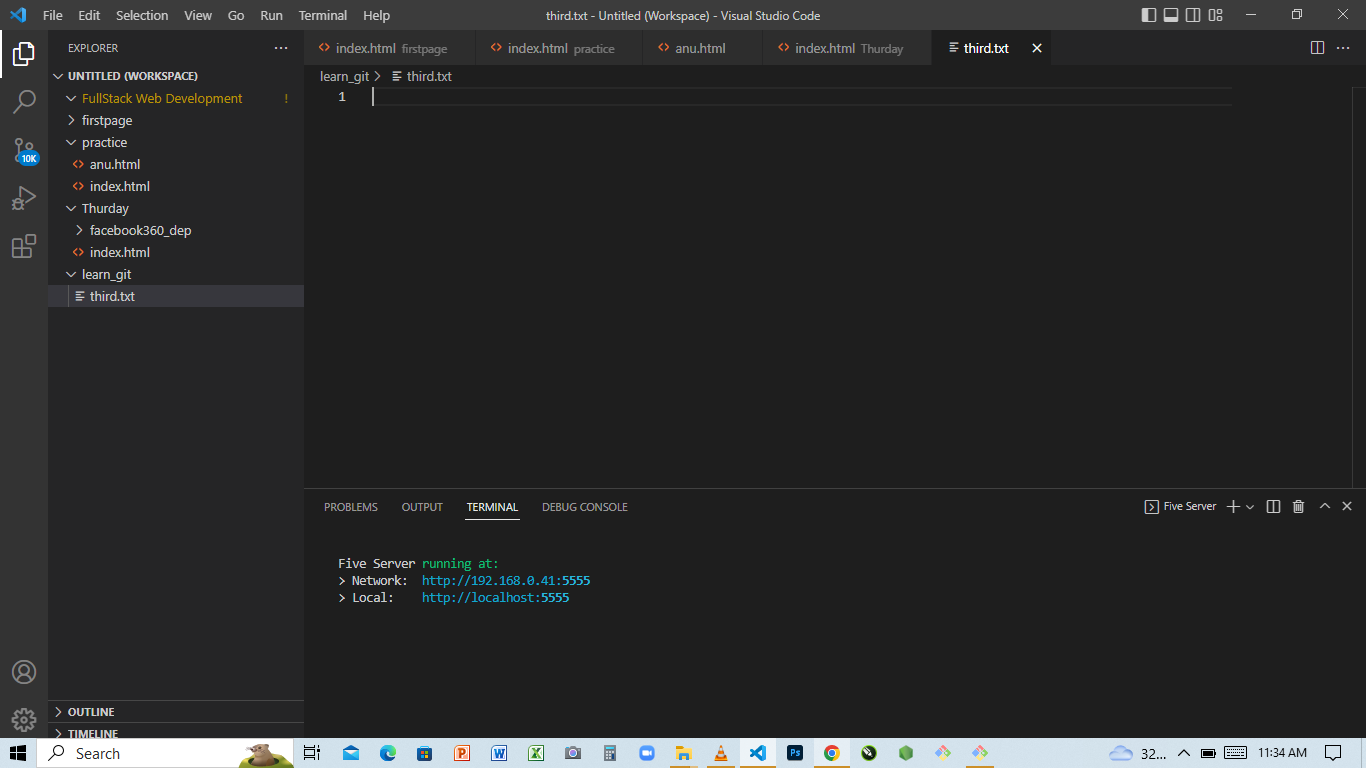 File Edit Selection View Go Run Terminal Help
third.txt - Untitled (Workspace) - Visual Studio Code
EXPLORER
index.html firstpage
index.html practice
anu.html
index.html Thurday
third.txt
UNTITLED (WORKSPACE)
FullStack Web Development !
firstpage
practice
anu.html
index.html
Thurday
facebook360_dep
index.html
learn_git
third.txt
10K
learn_git > third.txt
1
PROBLEMS OUTPUT TERMINAL DEBUG CONSOLE
Five Server
Five Server running at:
> Network: http://192.168.0.41:5555
> Local: http://localhost:5555
OUTLINE
TIMELINE
Search
32...
11:34 AM